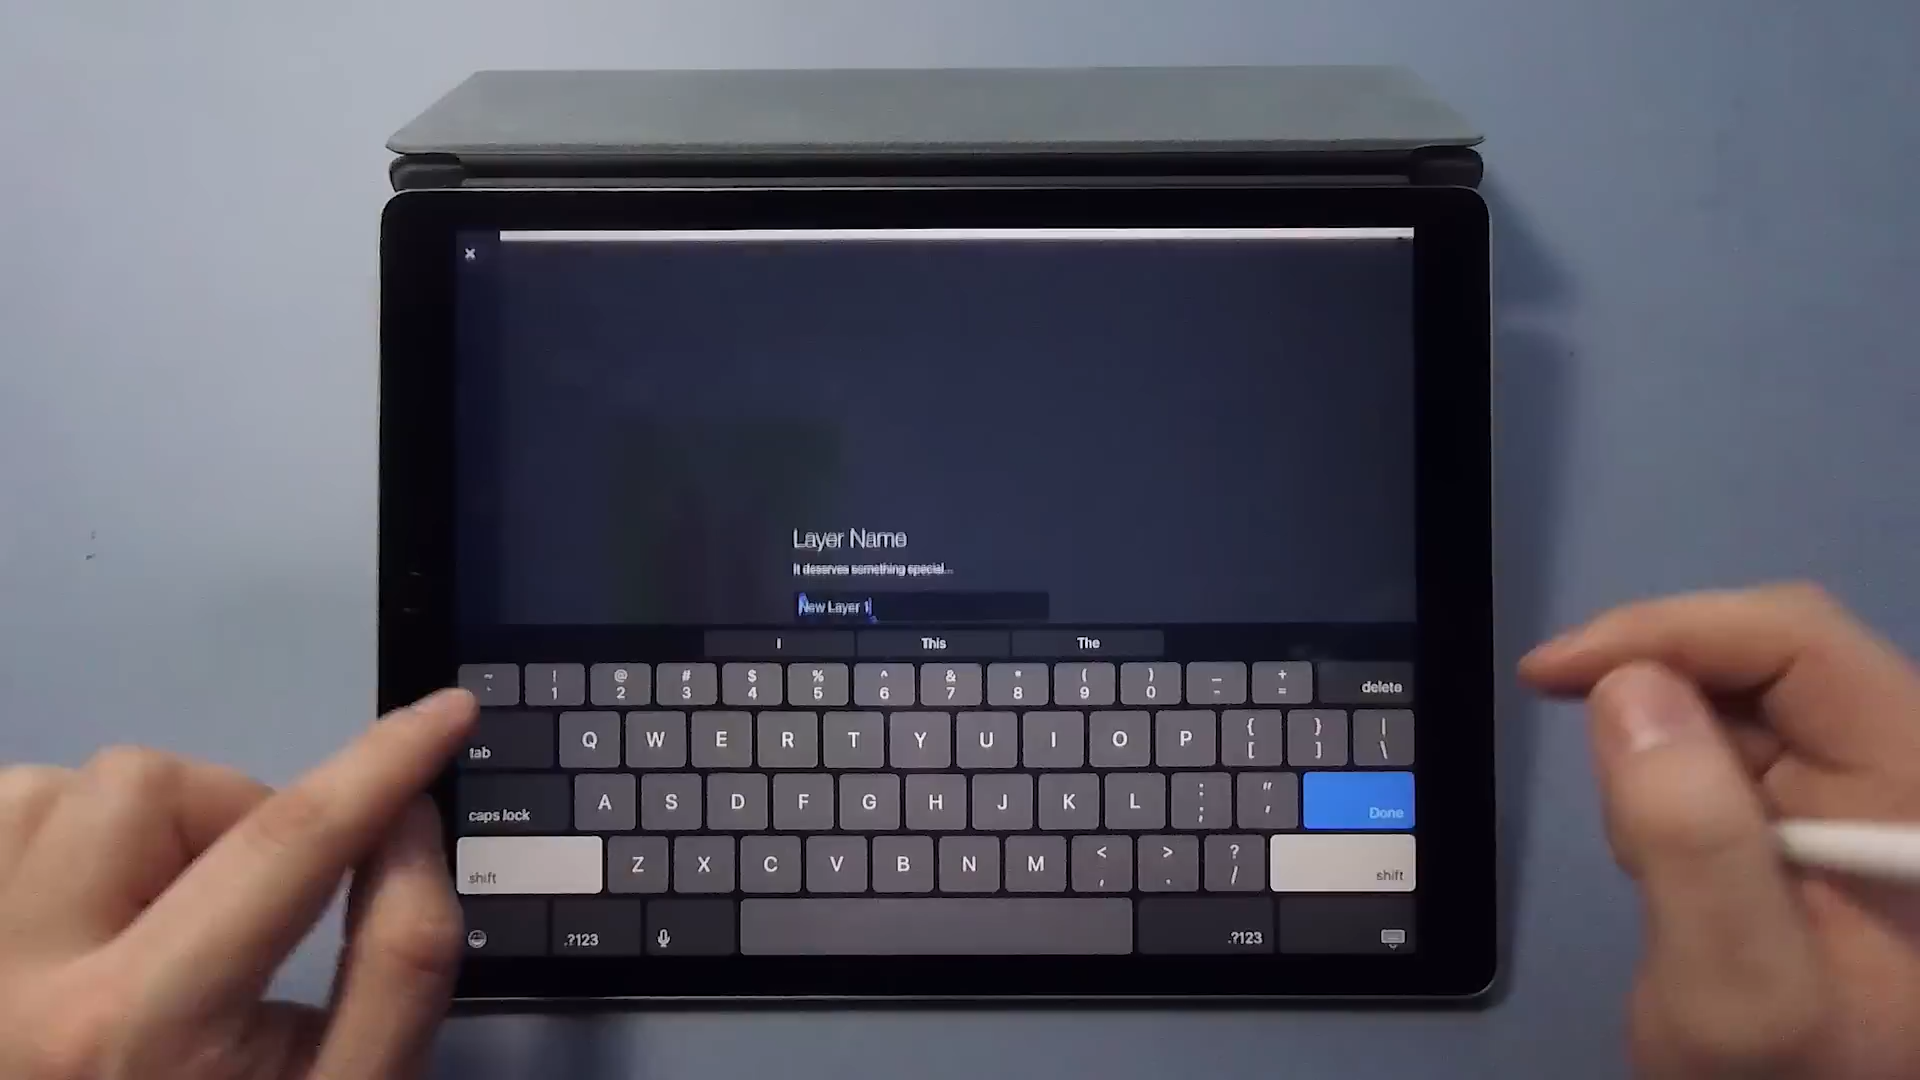 Layer Name
It deserves something special...
New Layer 1
I This The
~ ` ! 1 @ 2 # 3 $ 4 % 5 ^ 6 & 7 * 8 ( 9 ) 0 _ - + = delete
tab Q W E R T Y U I O P { [ } ] | \
caps lock A S D F G H J K L : ; " ' Done
shift Z X C V B N M < , > . ? / shift
.?123 .?123